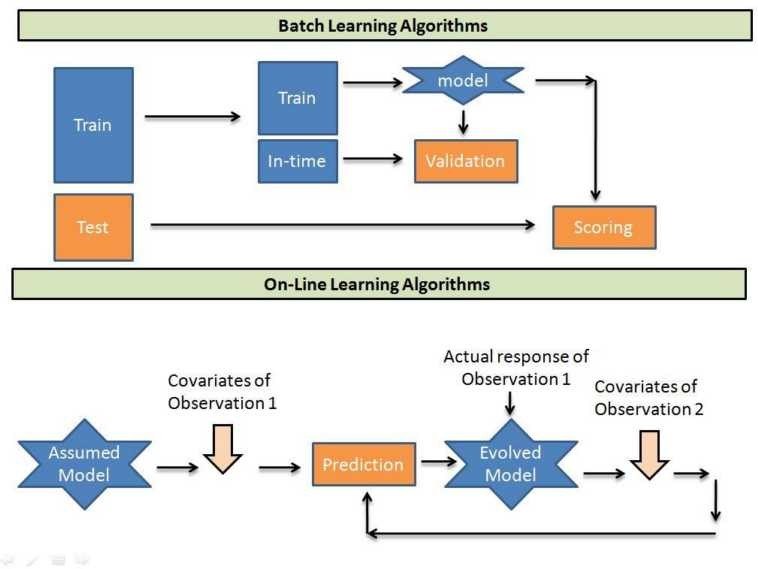 Batch Learning Algorithms
Train
Train
model
In-time
Validation
Test
Scoring
On-Line Learning Algorithms
Actual response of
Observation 1
Covariates of
Observation 1
Covariates of
Observation 2
Assumed
Model
Prediction
Evolved
Model